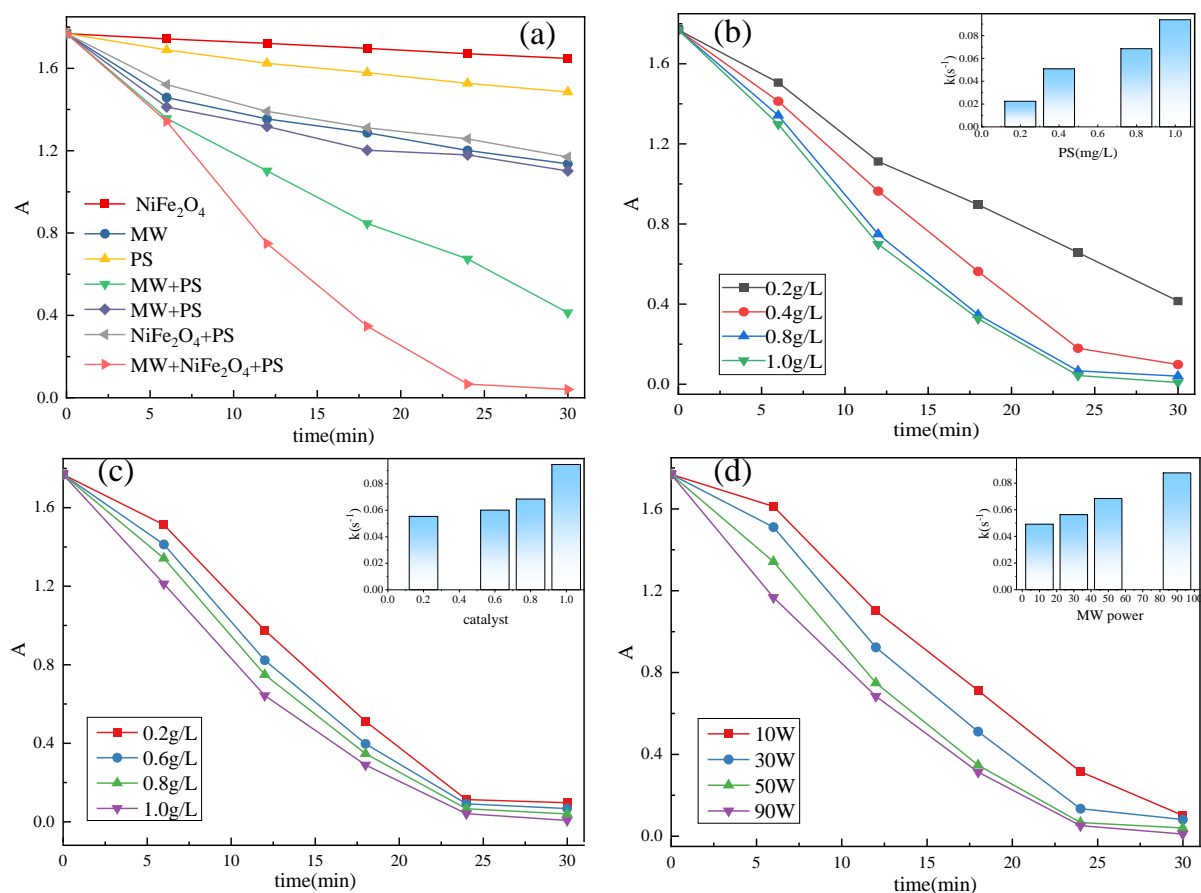 (a)
A
1.6
1.2
0.8
0.4
0.0
NiFe₂O₄
MW
PS
MW+PS
MW+PS
NiFe₂O₄+PS
MW+NiFe₂O₄+PS
0 5 10 15 20 25 30
time(min)
(b)
A
1.6
1.2
0.8
0.4
0.0
0.2g/L
0.4g/L
0.8g/L
1.0g/L
0 5 10 15 20 25 30
time(min)
k(s⁻¹)
0.08
0.06
0.04
0.02
0.00
0.0 0.2 0.4 0.6 0.8 1.0
PS(mg/L)
(c)
A
1.6
1.2
0.8
0.4
0.0
0.2g/L
0.6g/L
0.8g/L
1.0g/L
0 5 10 15 20 25 30
time(min)
k(s⁻¹)
0.08
0.06
0.04
0.02
0.00
0.0 0.2 0.4 0.6 0.8 1.0
catalyst
(d)
A
1.6
1.2
0.8
0.4
0.0
10W
30W
50W
90W
0 5 10 15 20 25 30
time(min)
k(s⁻¹)
0.08
0.06
0.04
0.02
0.00
0 10 20 30 40 50 60 70 80 90 100
MW power